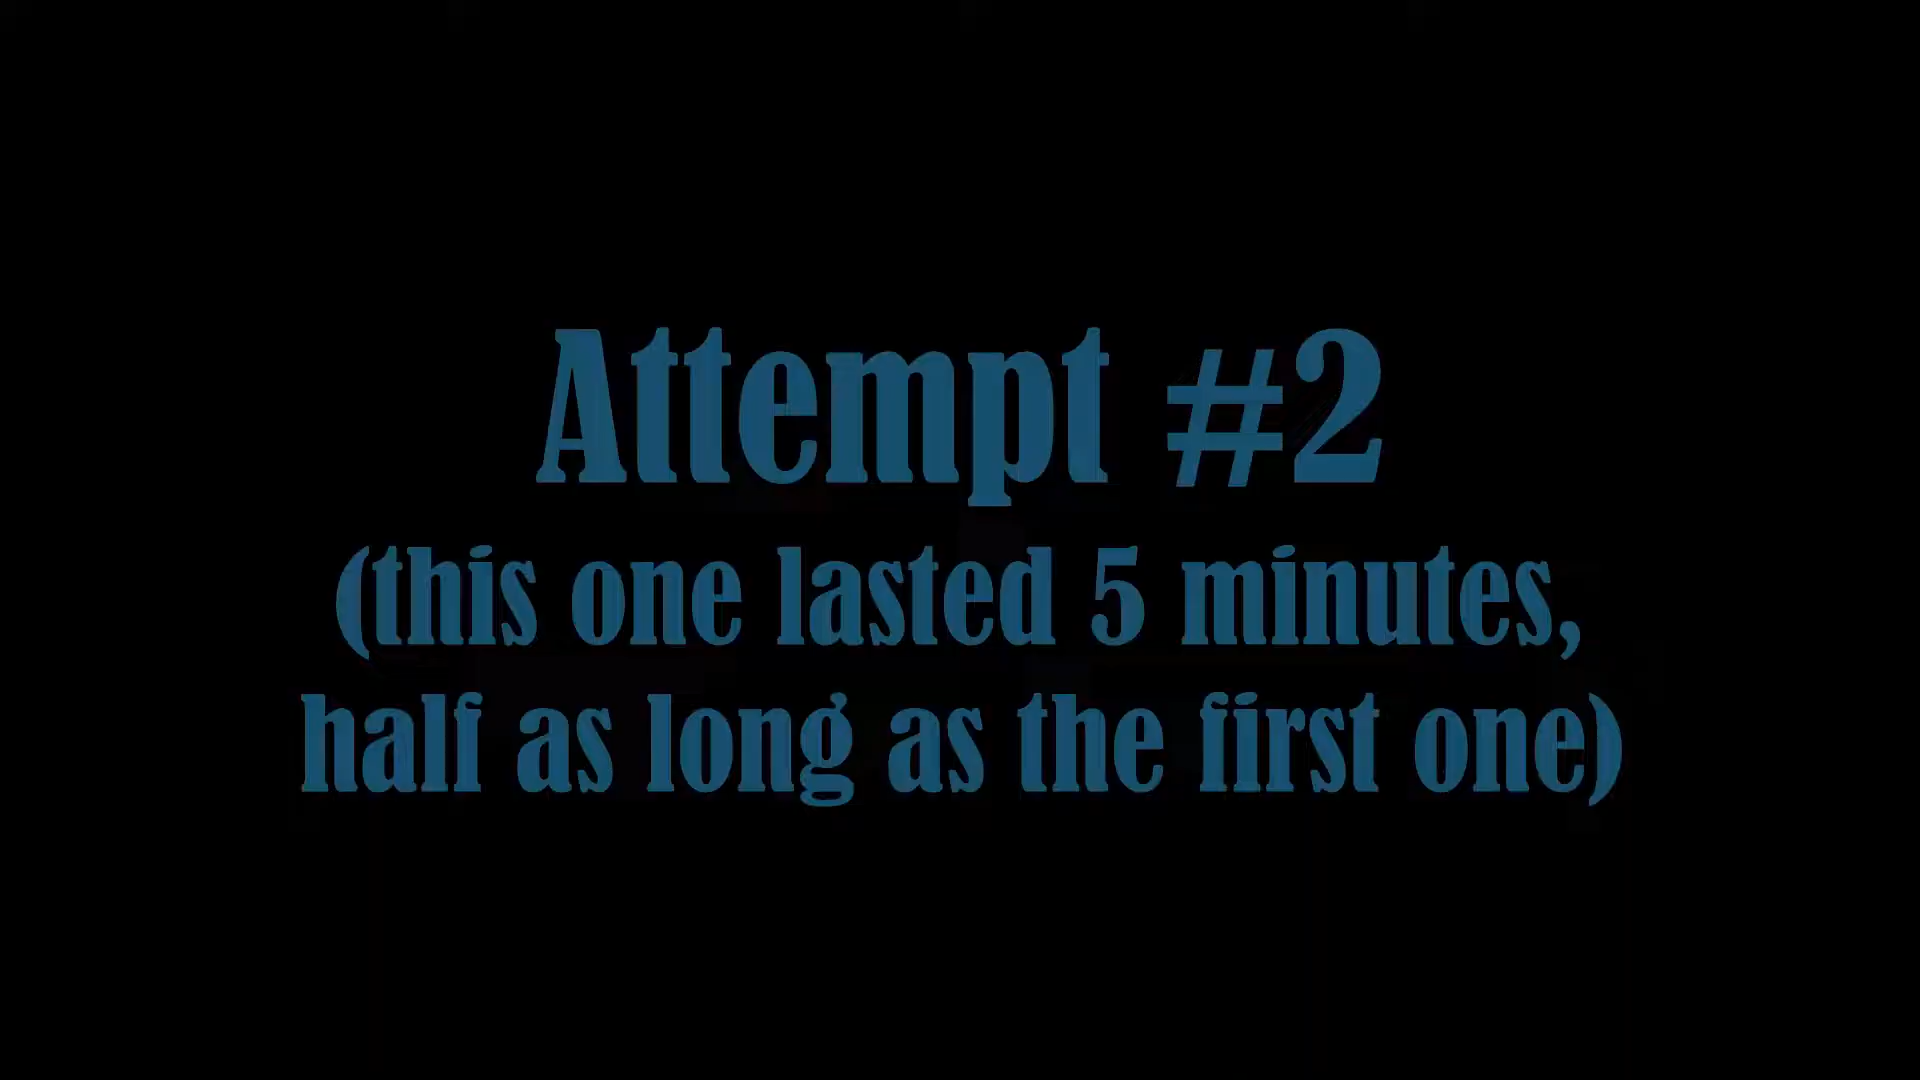 Attempt #2
(this one lasted 5 minutes,
half as long as the first one)